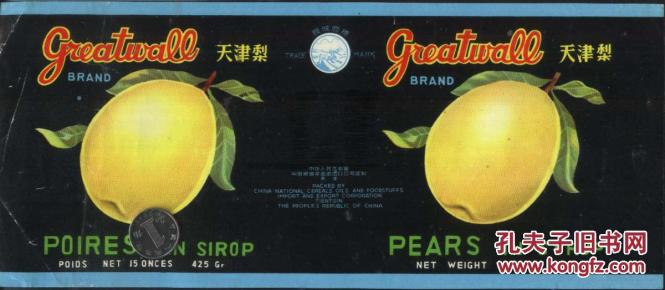 Greatwall
天津梨
BRAND
POIRES
N SIROP
POIDS NET 15 ONCES 425 Gr
TRADE MARK
PACKED BY
CHINA NATIONAL CEREALS OILS AND FOODSTUFFS
IMPORT AND EXPORT CORPORATION
TIENTSIN
THE PEOPLE'S REPUBLIC OF CHINA
Greatwall
天津梨
BRAND
PEARS
NET WEIGHT
孔夫子旧书网
www.kongfz.com